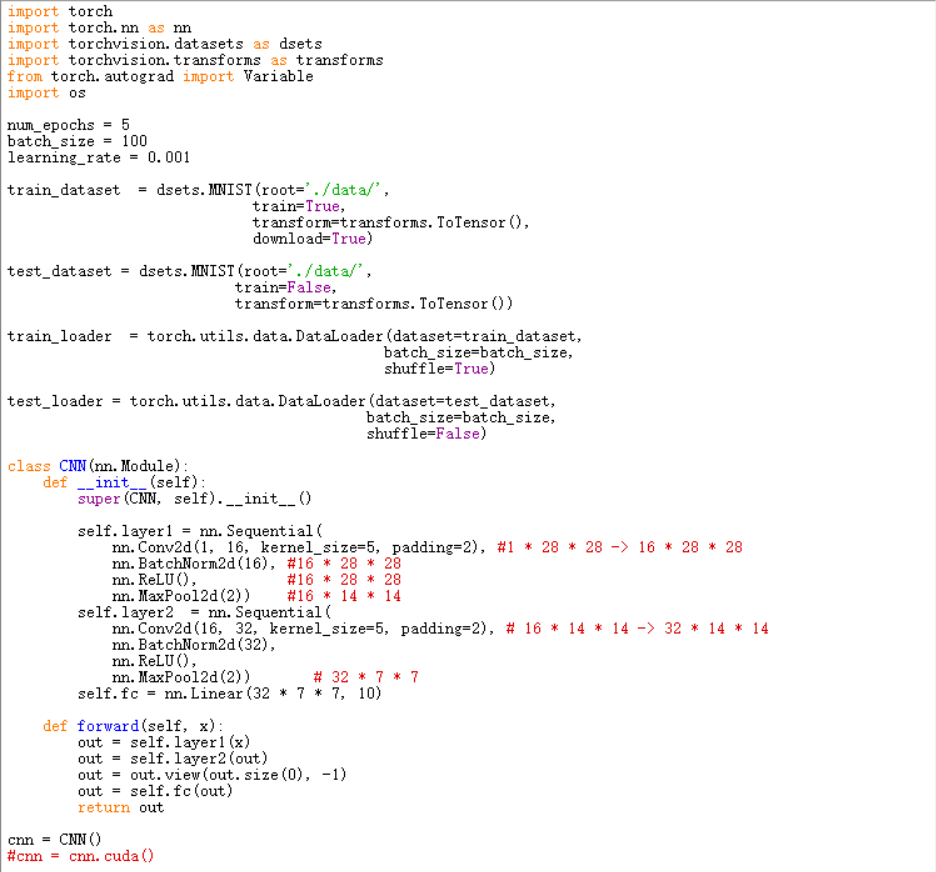 import torch
import torch.nn as nn
import torchvision.datasets as dsets
import torchvision.transforms as transforms
from torch.autograd import Variable
import os

num_epochs = 5
batch_size = 100
learning_rate = 0.001

train_dataset  = dsets.MNIST(root='./data/',
                            train=True,
                            transform=transforms.ToTensor(),
                            download=True)

test_dataset = dsets.MNIST(root='./data/',
                          train=False,
                          transform=transforms.ToTensor())

train_loader  = torch.utils.data.DataLoader(dataset=train_dataset,
                                           batch_size=batch_size,
                                           shuffle=True)

test_loader = torch.utils.data.DataLoader(dataset=test_dataset,
                                         batch_size=batch_size,
                                         shuffle=False)

class CNN(nn.Module):
    def __init__(self):
        super(CNN, self).__init__()

        self.layer1 = nn.Sequential(
            nn.Conv2d(1, 16, kernel_size=5, padding=2), #1 * 28 * 28 -> 16 * 28 * 28
            nn.BatchNorm2d(16), #16 * 28 * 28
            nn.ReLU(),          #16 * 28 * 28
            nn.MaxPool2d(2))    #16 * 14 * 14
        self.layer2  = nn.Sequential(
            nn.Conv2d(16, 32, kernel_size=5, padding=2), # 16 * 14 * 14 -> 32 * 14 * 14
            nn.BatchNorm2d(32),
            nn.ReLU(),
            nn.MaxPool2d(2))       # 32 * 7 * 7
        self.fc = nn.Linear(32 * 7 * 7, 10)

    def forward(self, x):
        out = self.layer1(x)
        out = self.layer2(out)
        out = out.view(out.size(0), -1)
        out = self.fc(out)
        return out

cnn = CNN()
#cnn = cnn.cuda()